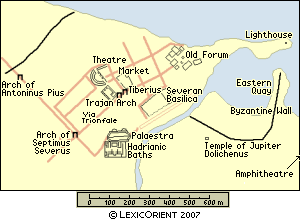 Lighthouse
Old Forum
Theatre
Market
Eastern
Quay
Arch of
Antoninus Pius
Tiberius
Severan
Basilica
Trajan Arch
Byzantine Wall
Via
Trionfale
Arch of
Septimus
Severus
Palaestra
Hadrianic
Baths
Temple of Jupiter
Dolichenus
Amphitheatre
100 200 300 400 500 600 m
© LEXICORIENT 2007